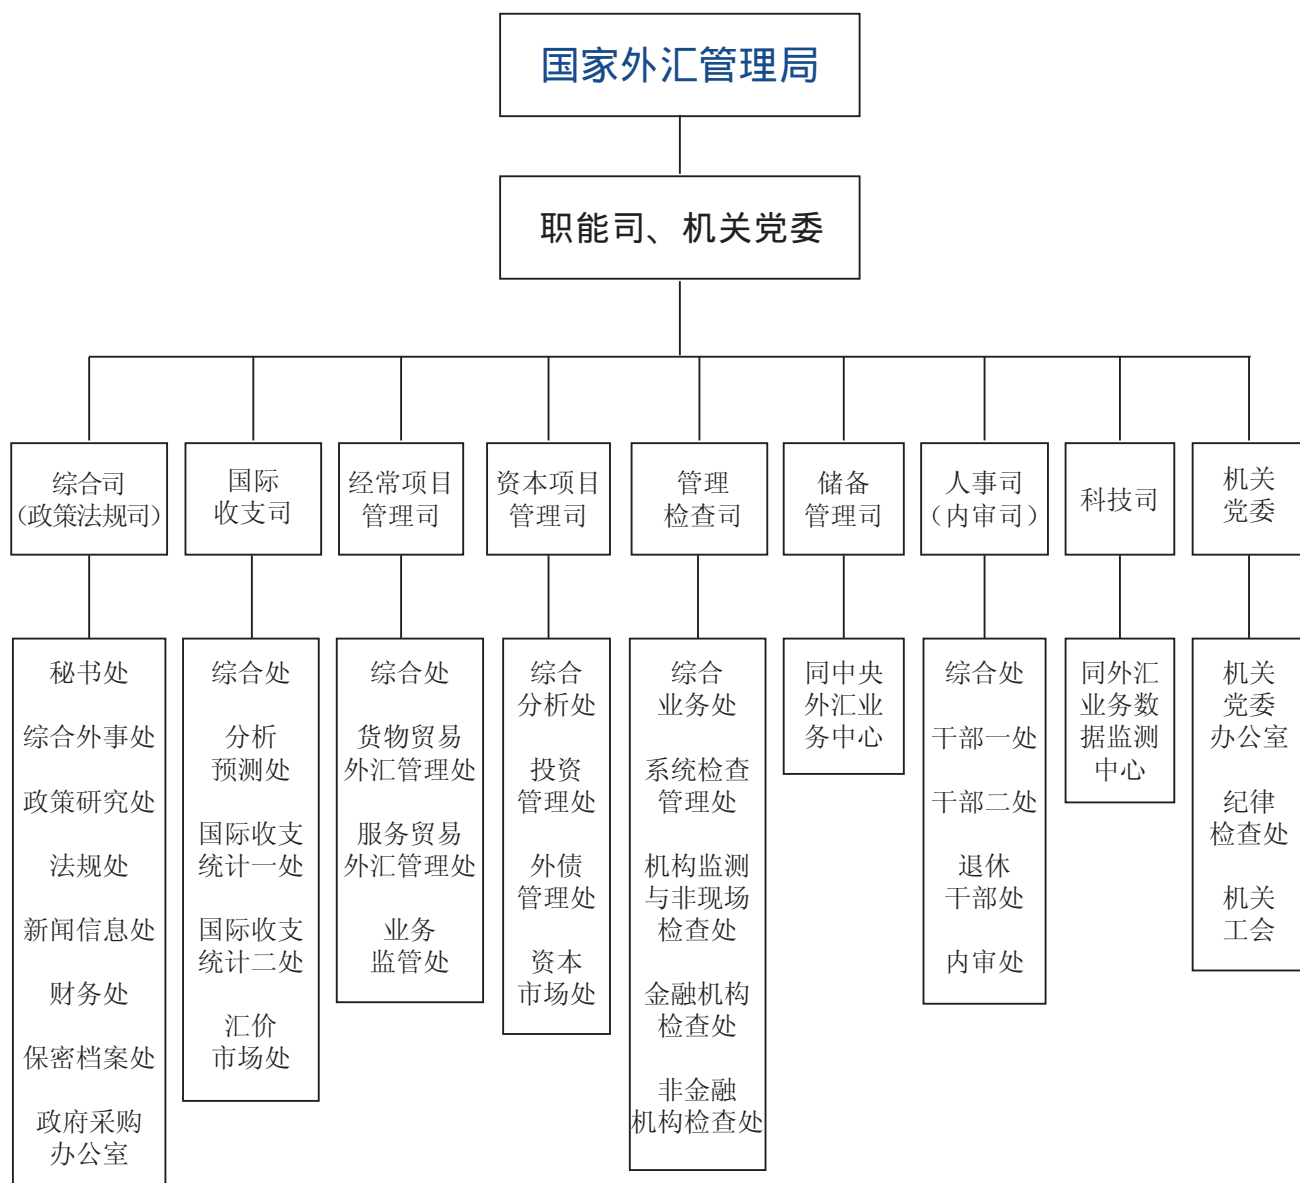 国家外汇管理局
职能司、机关党委
综合司
（政策法规司）
国际
收支司
经常项目
管理司
资本项目
管理司
管理
检查司
储备
管理司
人事司
（内审司）
科技司
机关
党委
秘书处
综合外事处
政策研究处
法规处
新闻信息处
财务处
保密档案处
政府采购
办公室
综合处
分析
预测处
国际收支
统计一处
国际收支
统计二处
汇价
市场处
综合处
货物贸易
外汇管理处
服务贸易
外汇管理处
业务
监管处
综合
分析处
投资
管理处
外债
管理处
资本
市场处
综合
业务处
系统检查
管理处
机构监测
与非现场
检查处
金融机构
检查处
非金融
机构检查处
同中央
外汇业
务中心
综合处
干部一处
干部二处
退休
干部处
内审处
同外汇
业务数
据监测
中心
机关
党委
办公室
纪律
检查处
机关
工会